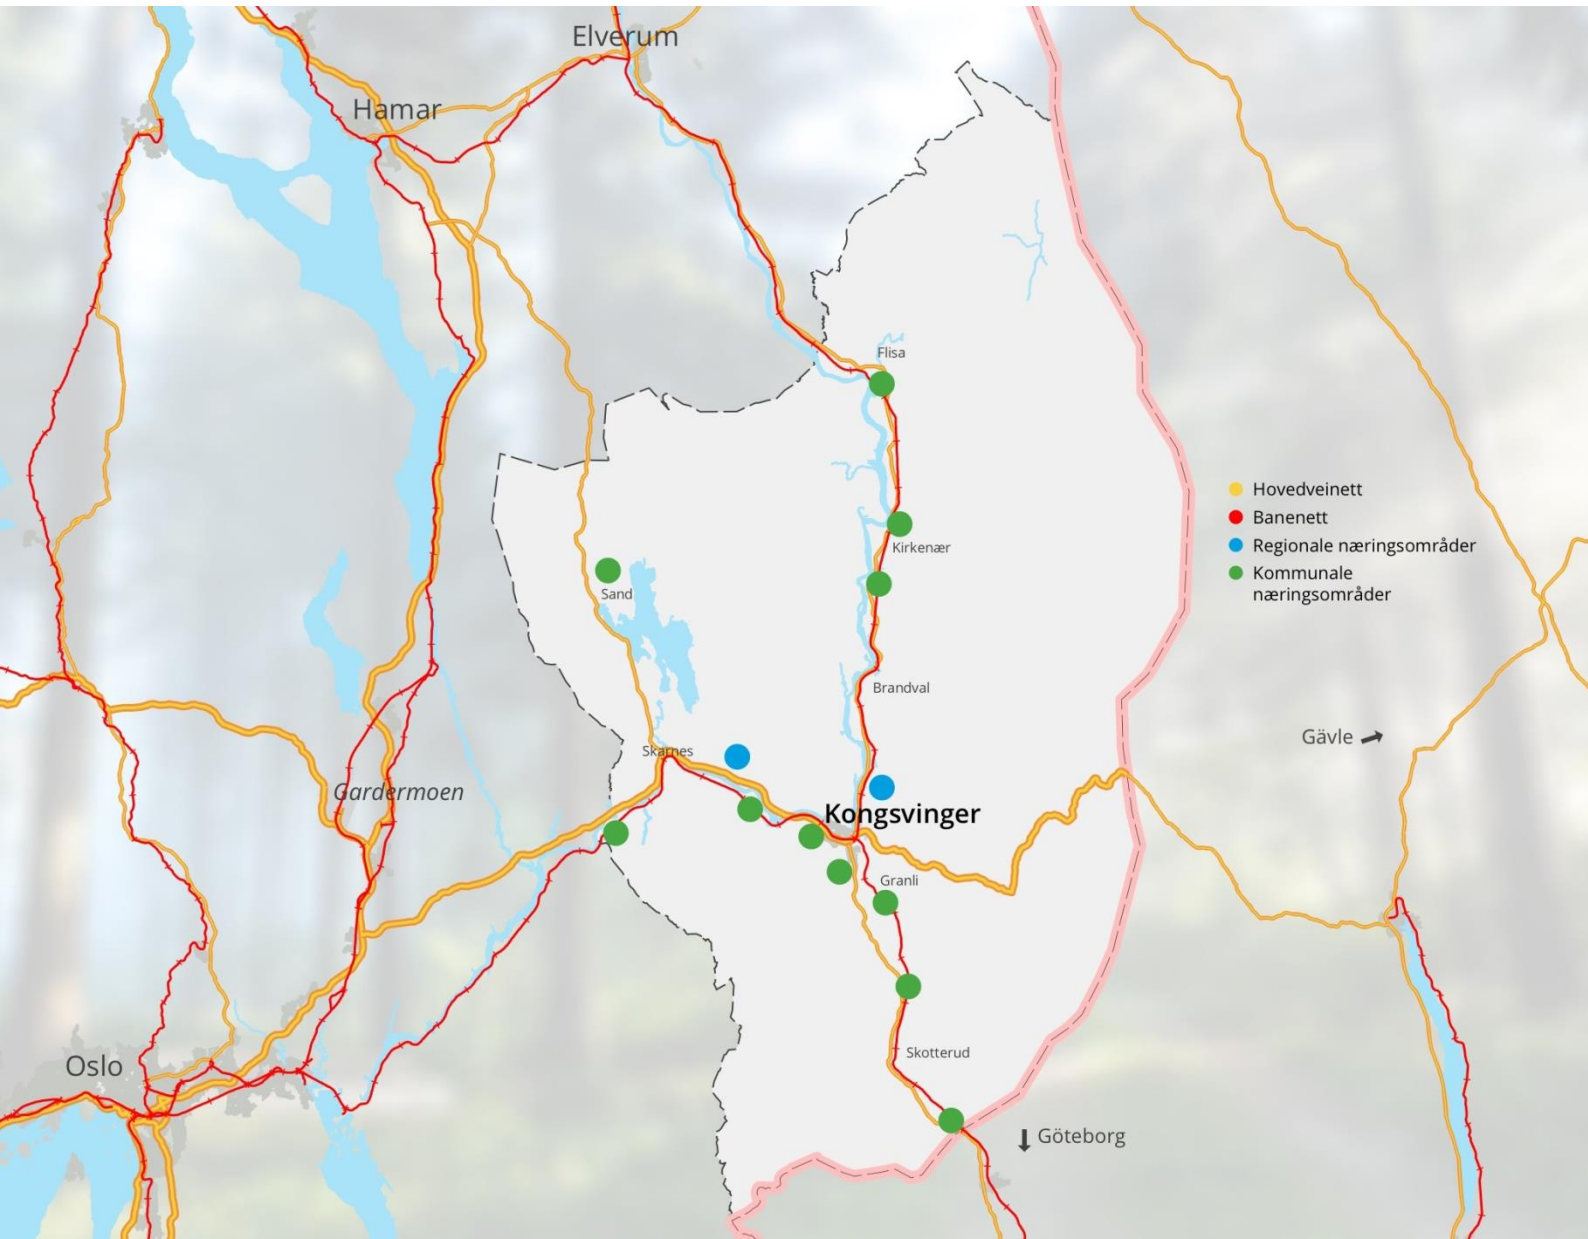 Elverum
Hamar
Flisa
Hovedveinett
Banenett
Regionale næringsområder
Kommunale
næringsområder
Kirkenær
Sand
Brandval
Gävle
Skarnes
Gardermoen
Kongsvinger
Granli
Skotterud
Oslo
Göteborg